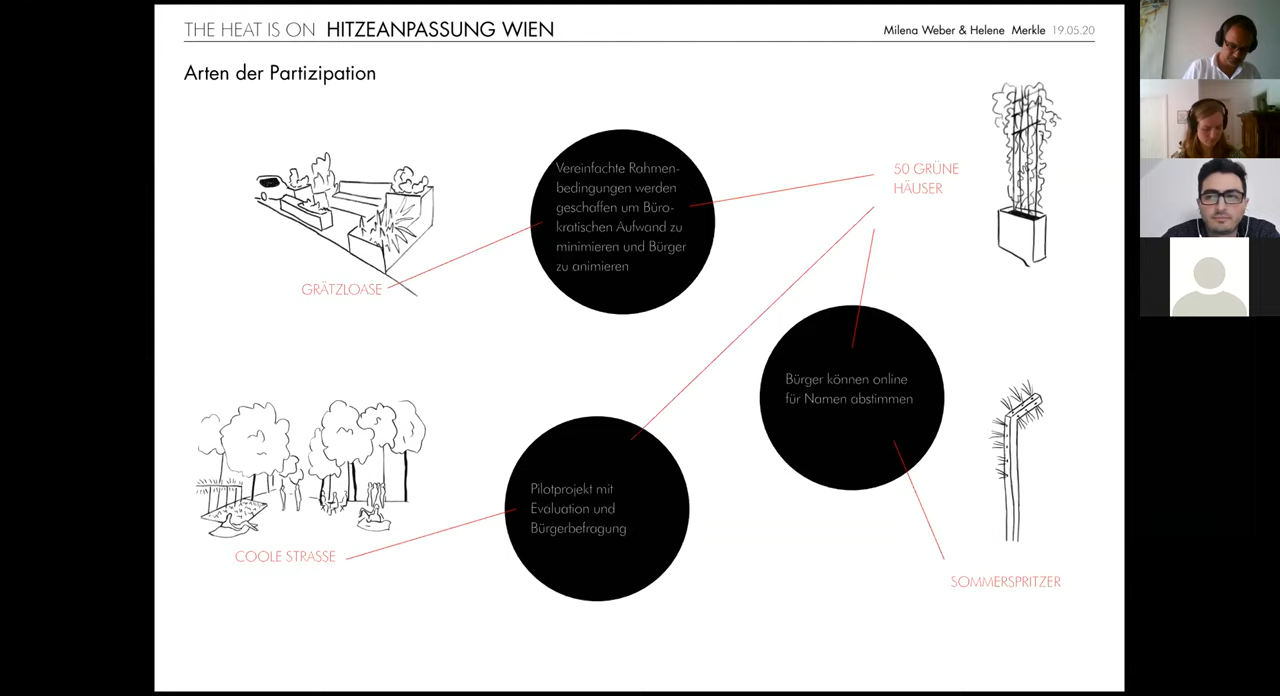 THE HEAT IS ON HITZEANPASSUNG WIEN
Milena Weber & Helene Merkle 19.05.20
Arten der Partizipation
Vereinfachte Rahmen-
bedingungen werden
geschaffen um Büro-
kratischen Aufwand zu
minimieren und Bürger
zu animieren
50 GRÜNE
HÄUSER
GRÄTZLOASE
Bürger können online
für Namen abstimmen
Pilotprojekt mit
Evaluation und
Bürgerbefragung
COOLE STRASSE
SOMMERSPRITZER